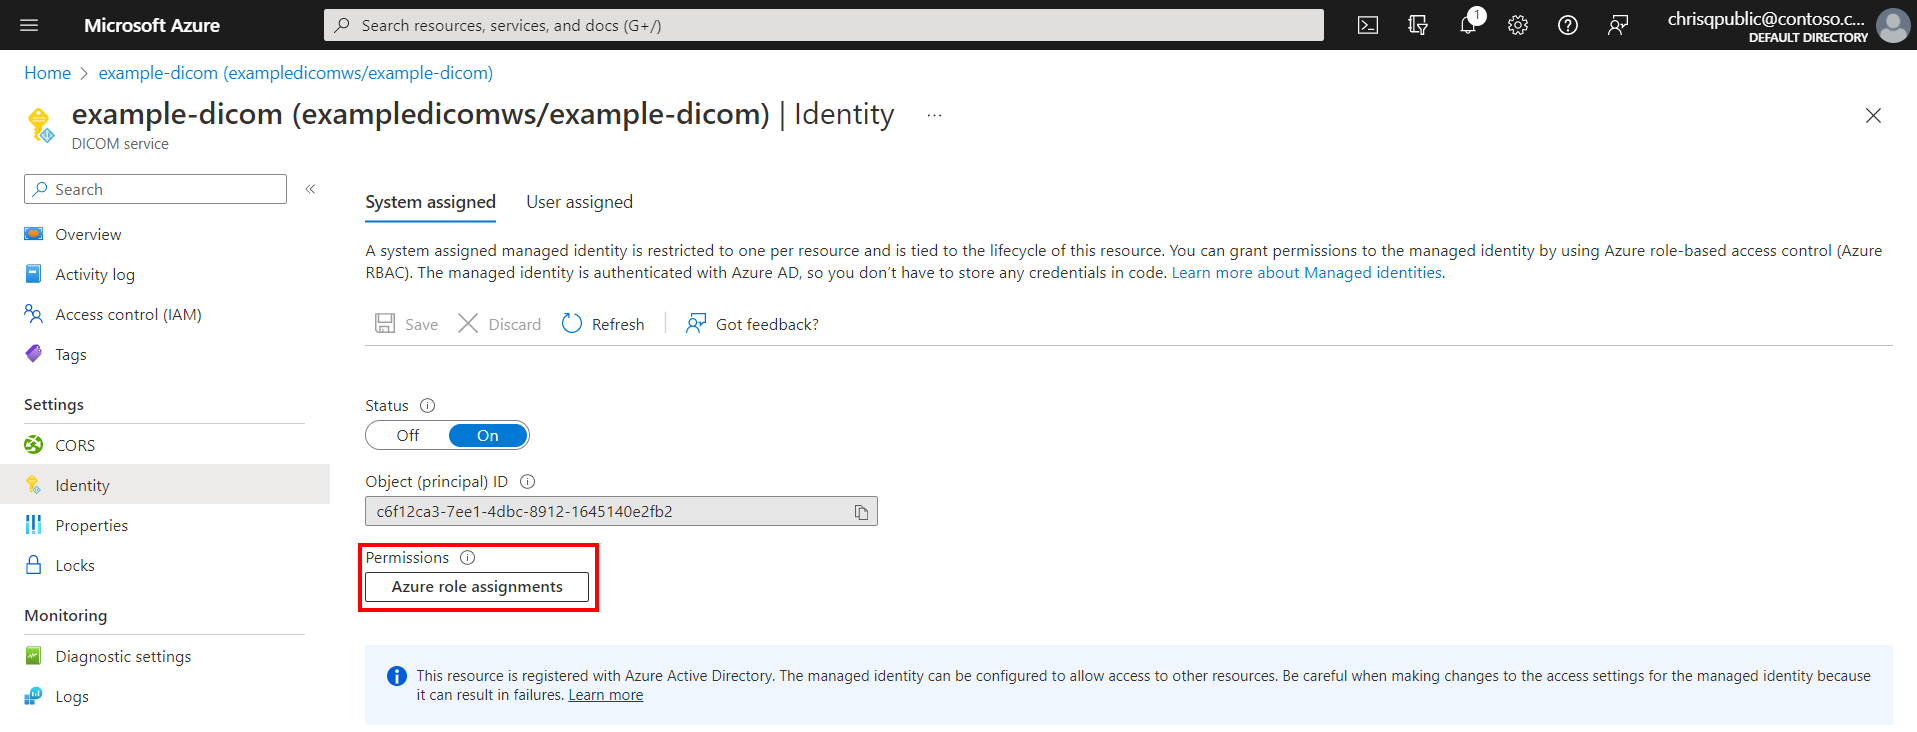 Microsoft Azure
Search resources, services, and docs (G+/)
1
chrisqpublic@contoso.c...
DEFAULT DIRECTORY
Home > example-dicom (exampledicomws/example-dicom)
example-dicom (exampledicomws/example-dicom) | Identity ...
DICOM service
Search
«
Overview
Activity log
Access control (IAM)
Tags
Settings
CORS
Identity
Properties
Locks
Monitoring
Diagnostic settings
Logs
System assigned User assigned
A system assigned managed identity is restricted to one per resource and is tied to the lifecycle of this resource. You can grant permissions to the managed identity by using Azure role-based access control (Azure
RBAC). The managed identity is authenticated with Azure AD, so you don’t have to store any credentials in code. Learn more about Managed identities.
Save Discard Refresh Got feedback?
Status
Off On
Object (principal) ID
c6f12ca3-7ee1-4dbc-8912-1645140e2fb2
Permissions
Azure role assignments
This resource is registered with Azure Active Directory. The managed identity can be configured to allow access to other resources. Be careful when making changes to the access settings for the managed identity because
it can result in failures. Learn more